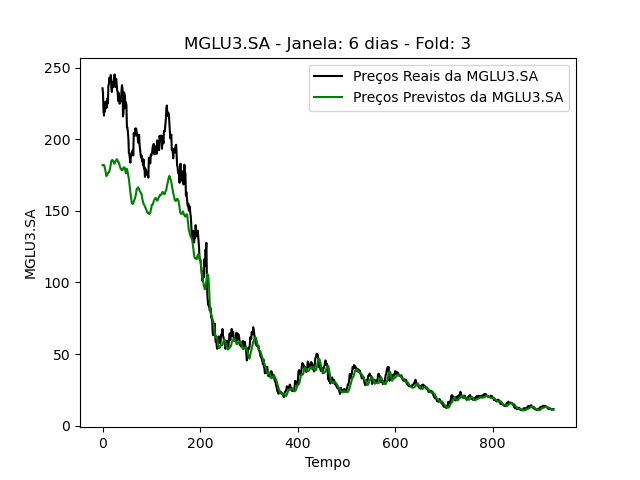 MGLU3.SA - Janela: 6 dias - Fold: 3
Preços Reais da MGLU3.SA
Preços Previstos da MGLU3.SA
250
200
150
100
50
0
MGLU3.SA
0 200 400 600 800
Tempo